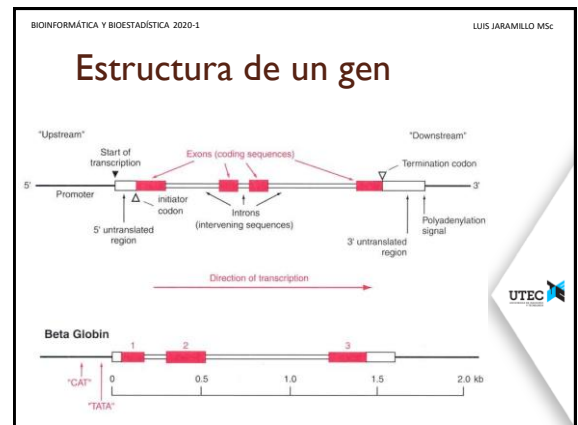 BIOINFORMÁTICA Y BIOESTADÍSTICA 2020-1
LUIS JARAMILLO MSc
Estructura de un gen
"Upstream"
"Downstream"
Start of
transcription
Exons (coding sequences)
Termination codon
5'
3'
Promoter
initiator
codon
Introns
(intervening sequences)
5' untranslated
region
3' untranslated
region
Polyadenylation
signal
Direction of transcription
UTEC
Beta Globin
1 2 3
"CAT"
"TATA"
0 0.5 1.0 1.5 2.0 kb